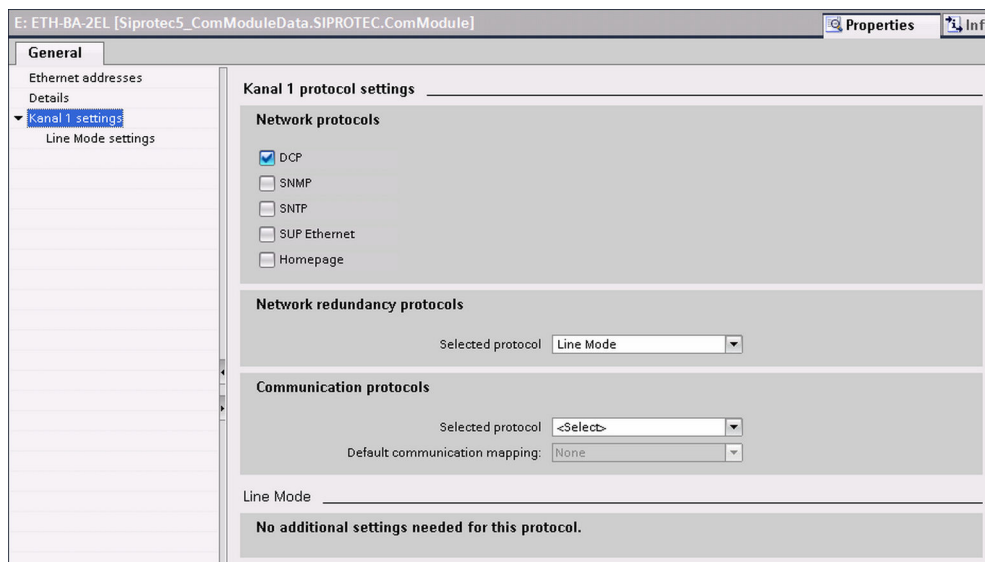 E: ETH-BA-2EL [Siprotec5_ComModuleData.SIPROTEC.ComModule]
Properties
Inf
General
Ethernet addresses
Details
Kanal 1 settings
Line Mode settings
Kanal 1 protocol settings
Network protocols
DCP
SNMP
SNTP
SUP Ethernet
Homepage
Network redundancy protocols
Selected protocol Line Mode
Communication protocols
Selected protocol <Select>
Default communication mapping: None
Line Mode
No additional settings needed for this protocol.